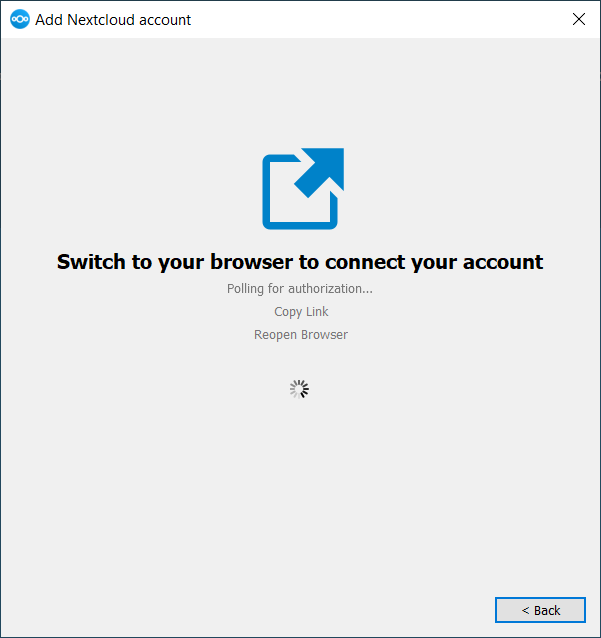 Add Nextcloud account
Switch to your browser to connect your account
Polling for authorization...
Copy Link
Reopen Browser
< Back